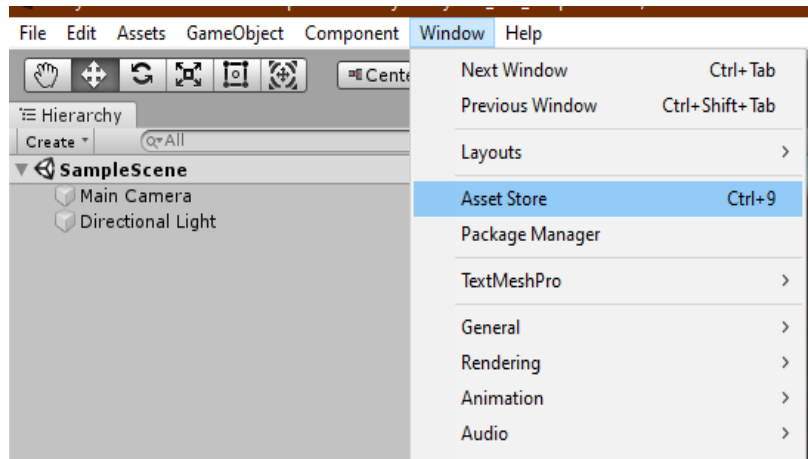 File Edit Assets GameObject Component Window Help
Cente
Hierarchy
Create All
SampleScene
Main Camera
Directional Light
Next Window Ctrl+Tab
Previous Window Ctrl+Shift+Tab
Layouts
Asset Store Ctrl+9
Package Manager
TextMeshPro
General
Rendering
Animation
Audio